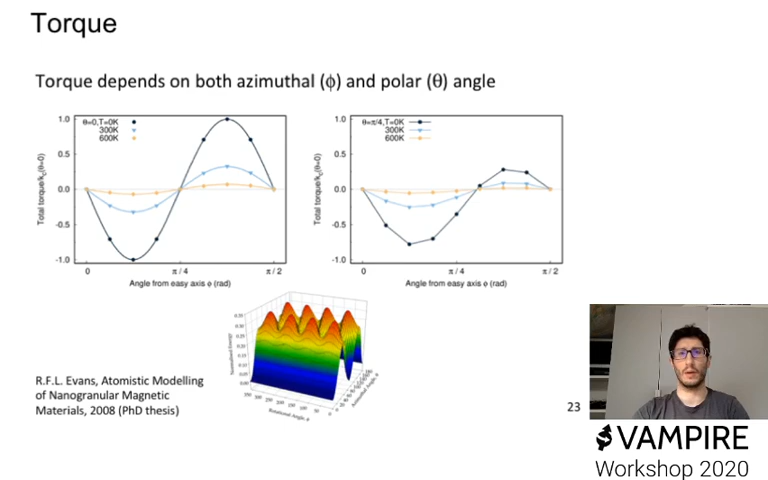 Torque
Torque depends on both azimuthal (ϕ) and polar (θ) angle
1.0
0.5
0.0
-0.5
-1.0
θ=0,T=0K
300K
600K
Total torque/k_c(θ=0)
0
π / 4
π / 2
Angle from easy axis φ (rad)
1.0
0.5
0.0
-0.5
-1.0
θ=π/4,T=0K
300K
600K
Total torque/k_c(θ=0)
0
π / 4
π / 2
Angle from easy axis φ (rad)
R.F.L. Evans, Atomistic Modelling
of Nanogranular Magnetic
Materials, 2008 (PhD thesis)
23
VAMPIRE
Workshop 2020